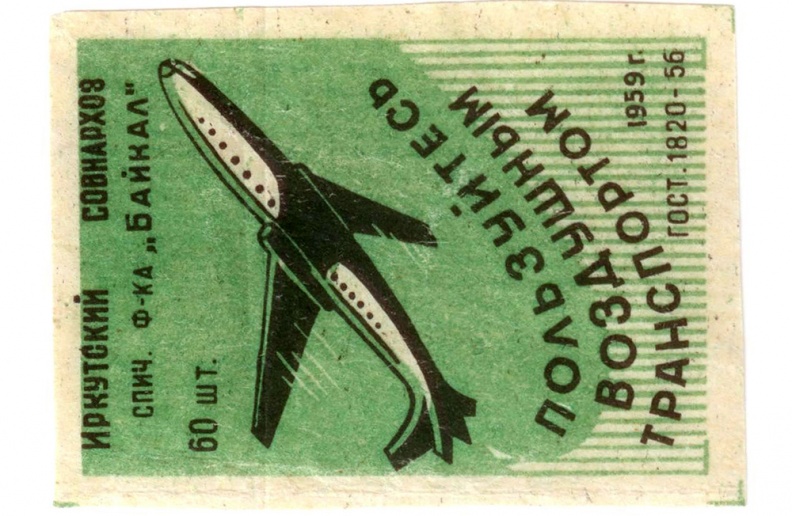 ИРКУТСКИЙ СОВНАРХОЗ
СПИЧ. Ф-КА „БАЙКАЛ"
60 ШТ.
ПОЛЬЗУЙТЕСЬ
ВОЗДУШНЫМ
ТРАНСПОРТОМ
1959 г.
ГОСТ. 1820-56